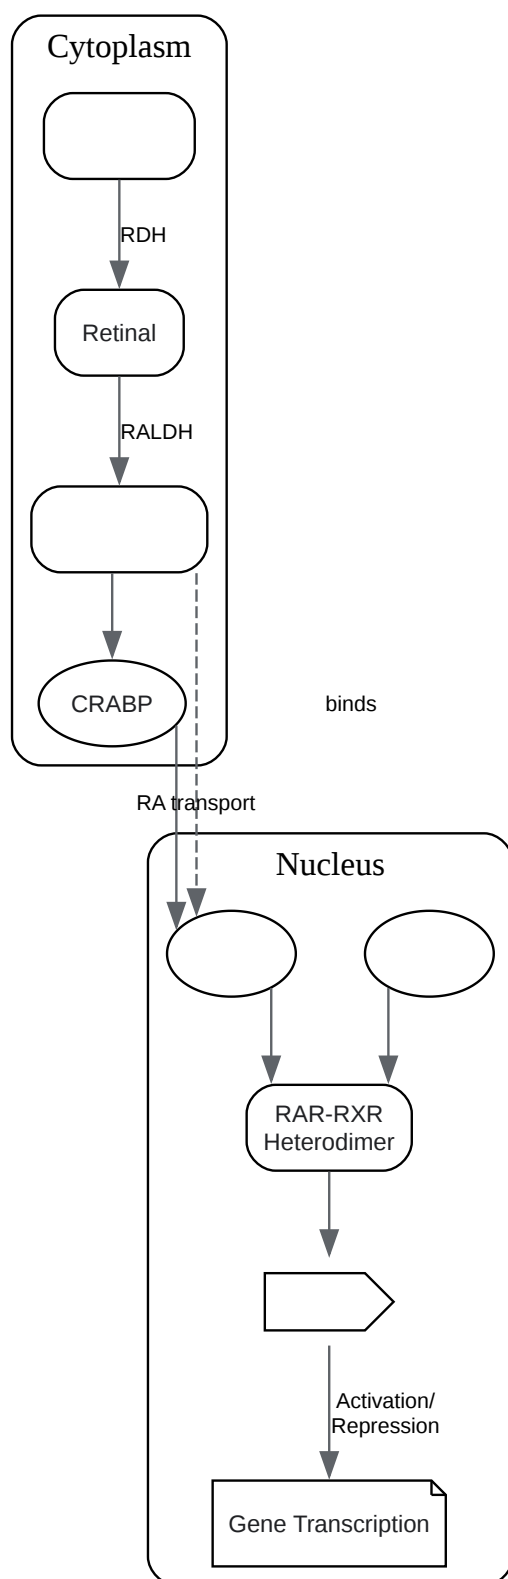 Cytoplasm
RDH
Retinal
RALDH
CRABP
binds
RA transport
Nucleus
RAR-RXR
Heterodimer
Activation/
Repression
Gene Transcription